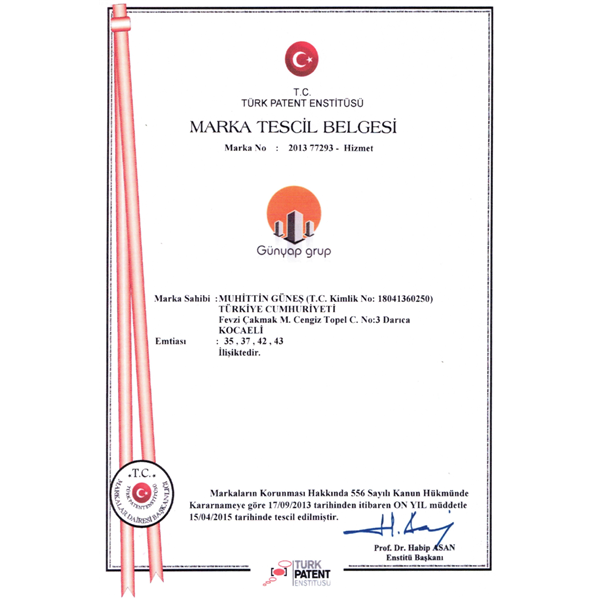 T.C.
TÜRK PATENT ENSTİTÜSÜ
MARKA TESCİL BELGESİ
Marka No : 2013 77293 - Hizmet
Günyap grup
Marka Sahibi : MUHİTTİN GÜNEŞ (T.C. Kimlik No: 18041360250)
TÜRKİYE CUMHURİYETİ
Fevzi Çakmak M. Cengiz Topel C. No:3 Darıca
KOCAELİ
Emtiası : 35 , 37 , 42 , 43
İlişiktedir.
Markaların Korunması Hakkında 556 Sayılı Kanun Hükmünde
Kararnameye göre 17/09/2013 tarihinden itibaren ON YIL müddetle
15/04/2015 tarihinde tescil edilmiştir.
Prof. Dr. Habip ASAN
Enstitü Başkanı
T.C.
TÜRK PATENT ENSTİTÜSÜ
MARKALAR DAİRESİ BAŞKANLIĞI
TÜRK
PATENT
ENSTİTÜSÜ